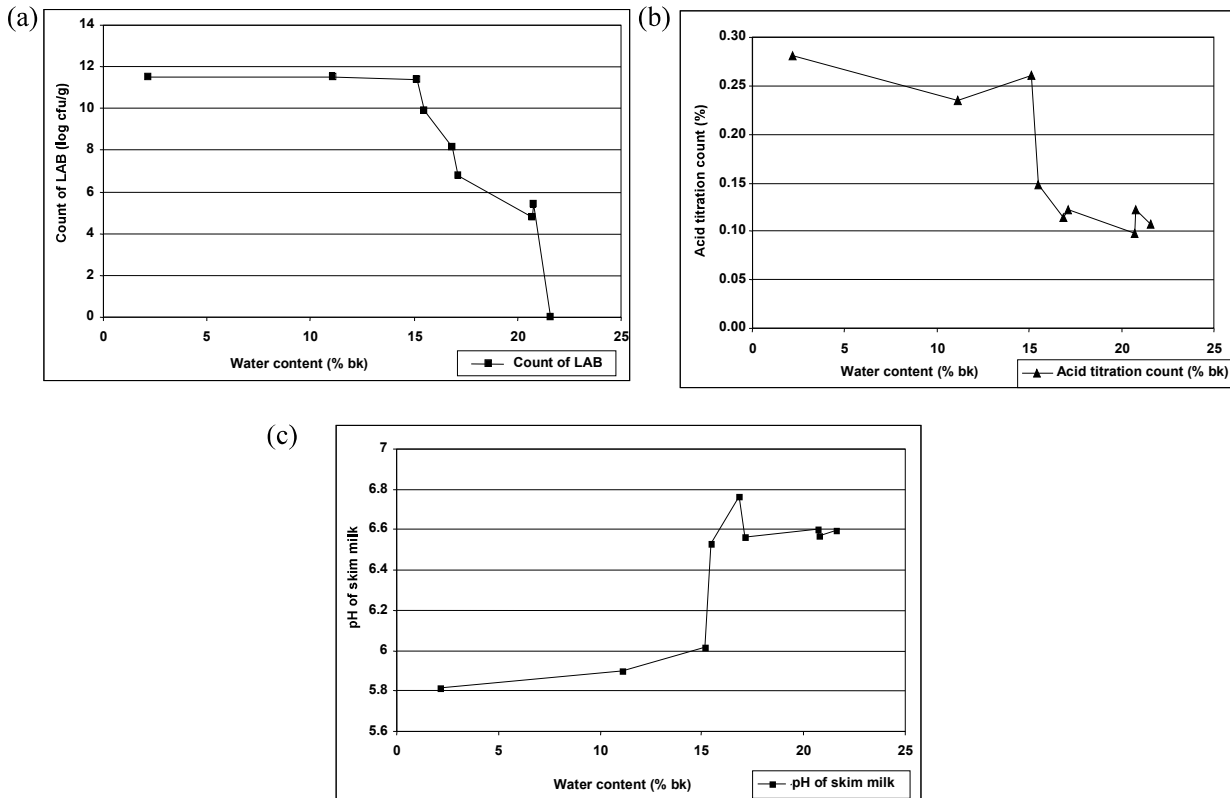 (a)
14
12
10
8
6
4
2
0
0 5 10 15 20 25
Count of LAB (log cfu/g)
Water content (% bk)
Count of LAB
(b)
0.30
0.25
0.20
0.15
0.10
0.05
0.00
0 5 10 15 20 25
Acid titration count (%)
Water content (% bk)
Acid titration count (% bk)
(c)
7
6.8
6.6
6.4
6.2
6
5.8
5.6
0 5 10 15 20 25
pH of skim milk
Water content (% bk)
pH of skim milk